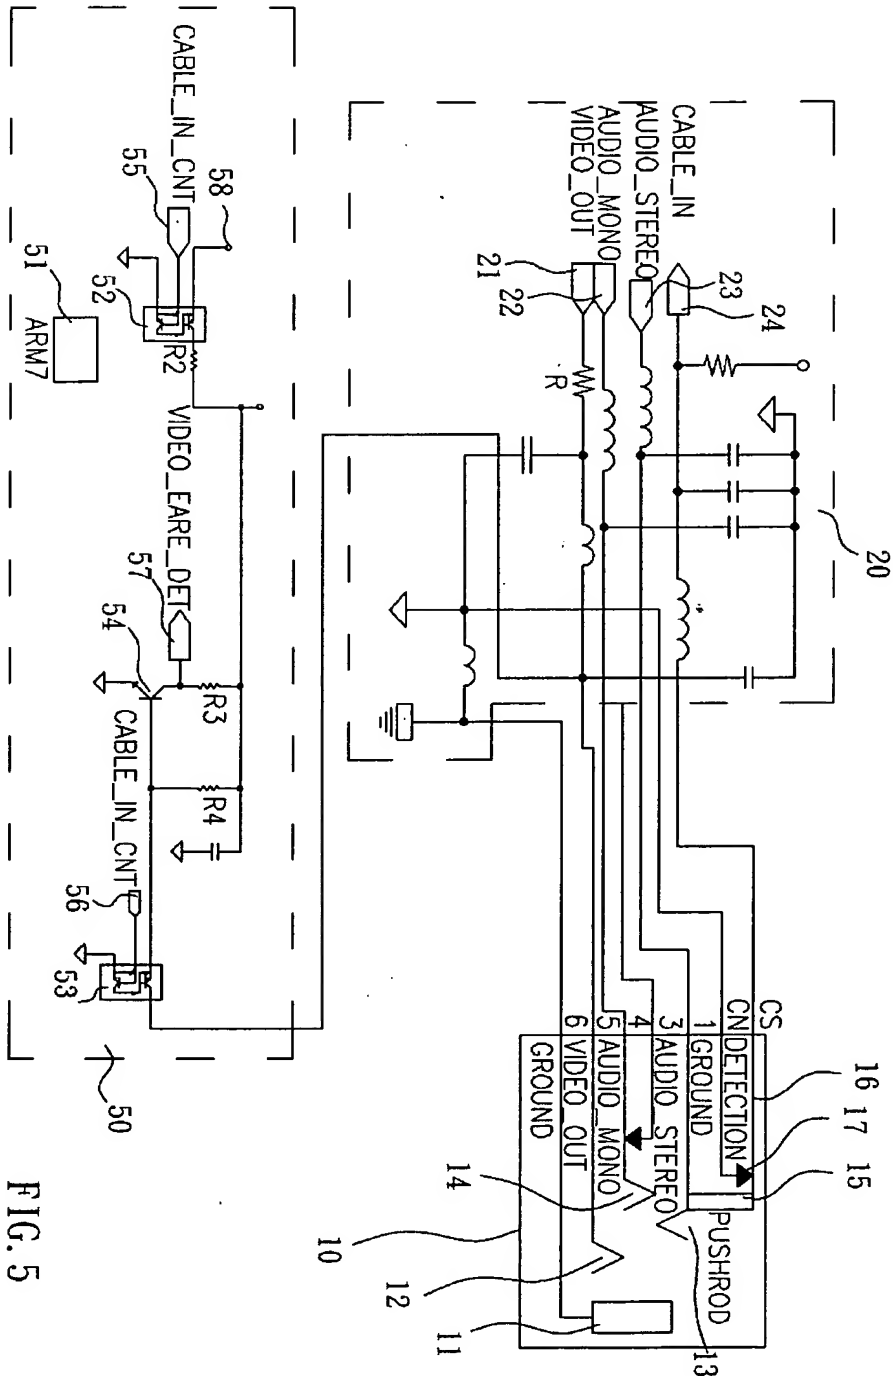 20
24
CABLE_IN
23
AUDIO_STEREO
22
AUDIO_MONO
21
VIDEO_OUT
R
16
17
15
CS
CN DETECTION
PUSHROD
13
1 GROUND
3 AUDIO_STEREO
4
5 AUDIO_MONO
14
6 VIDEO_OUT
GROUND
12
10
11
58
CABLE_IN_CNT
55
R2
VIDEO_EARE_DET
57
R3
R4
52
54
CABLE_IN_CNT
56
53
51
ARM7
50
FIG.5